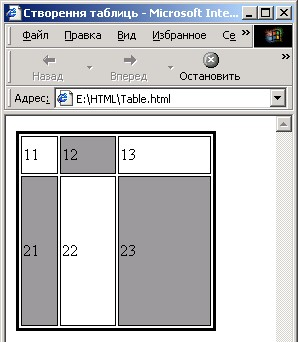 Створення таблиць - Microsoft Inte...
Файл Правка Вид Избранное Се »
Назад Вперед Остановить »
Адрес: E:\HTML\Table.html
11 12 13
21 22 23